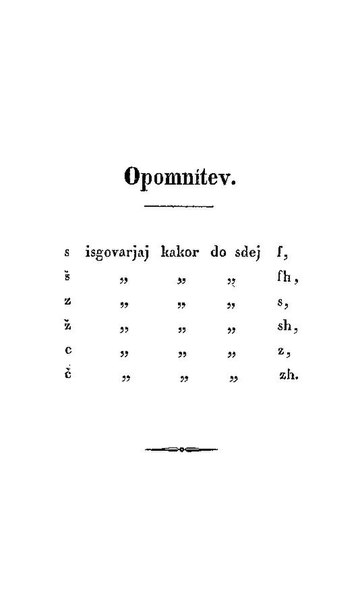 Opomnitev.
s isgovarjaj kakor do sdej ſ,
š „ „ „ ſh,
z „ „ „ s,
ž „ „ „ sh,
c „ „ „ z,
č „ „ „ zh.